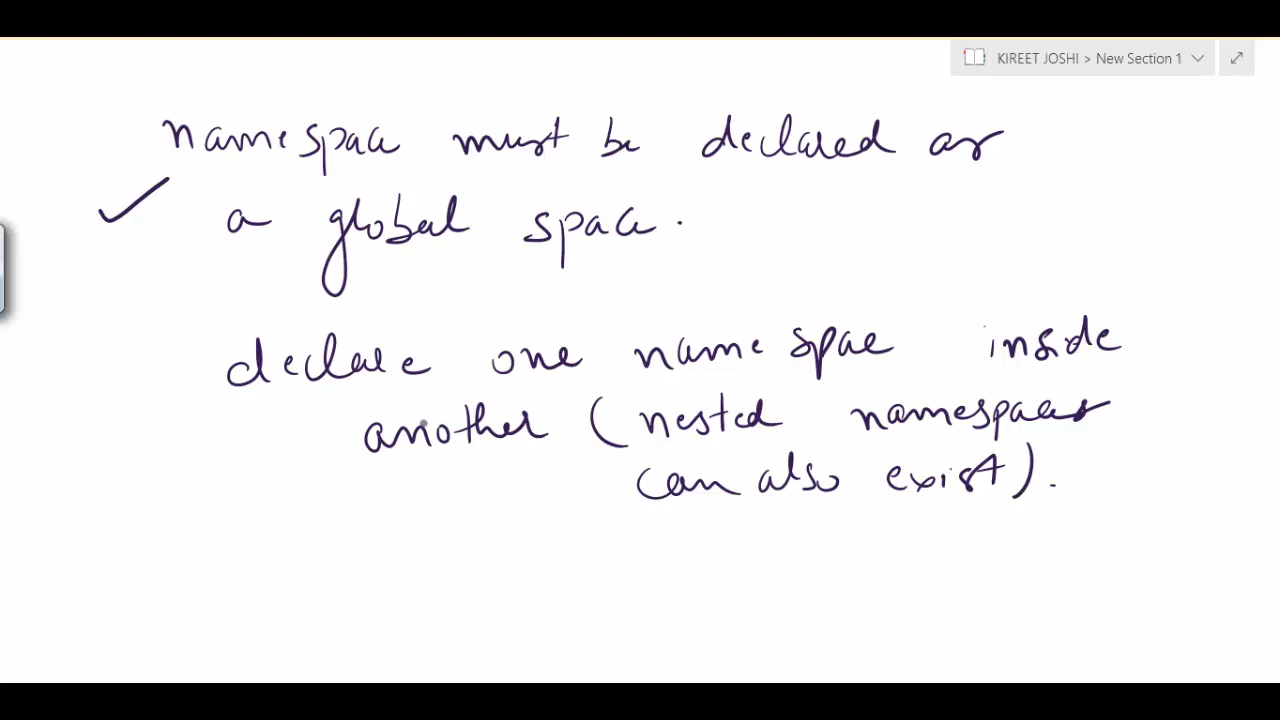 KIREET JOSHI > New Section 1
namespace must be declared as
a global space.
declare one namespae inside
another (nested namespaces
can also exist).